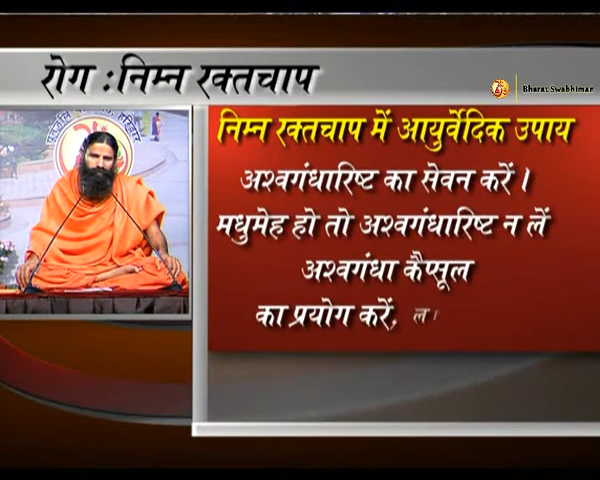 रोग :निम्न रक्तचाप
Bharat Swabhiman
निम्न रक्तचाप में आयुर्वेदिक उपाय
अश्वगंधारिष्ट का सेवन करें।
मधुमेह हो तो अश्वगंधारिष्ट न लें
अश्वगंधा कैप्सूल
का प्रयोग करें,